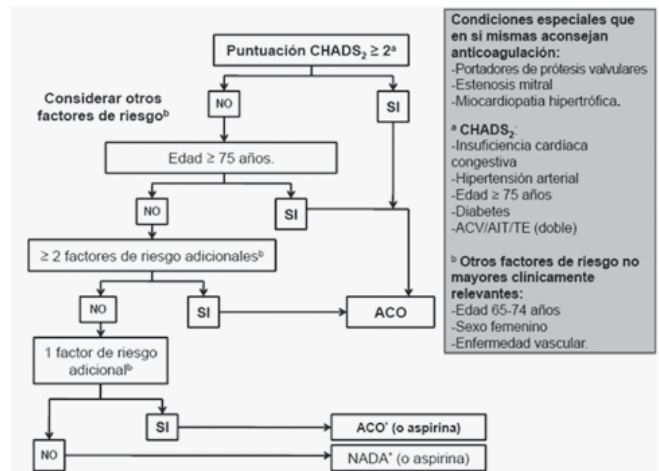 Puntuación CHADS₂ ≥ 2ª
NO
SI
Considerar otros
factores de riesgoᵇ
Edad ≥ 75 años.
NO
SI
≥ 2 factores de riesgo adicionalesᵇ
NO
SI
ACO
1 factor de riesgo
adicionalᵇ
SI
ACO* (o aspirina)
NO
NADA* (o aspirina)
Condiciones especiales que
en si mismas aconsejan
anticoagulación:
-Portadores de prótesis valvulares
-Estenosis mitral
-Miocardiopatia hipertrófica.
ª CHADS₂:
-Insuficiencia cardíaca
congestiva
-Hipertensión arterial
-Edad ≥ 75 años
-Diabetes
-ACV/AIT/TE (doble)
ᵇ Otros factores de riesgo no
mayores clínicamente
relevantes:
-Edad 65-74 años
-Sexo femenino
-Enfermedad vascular.